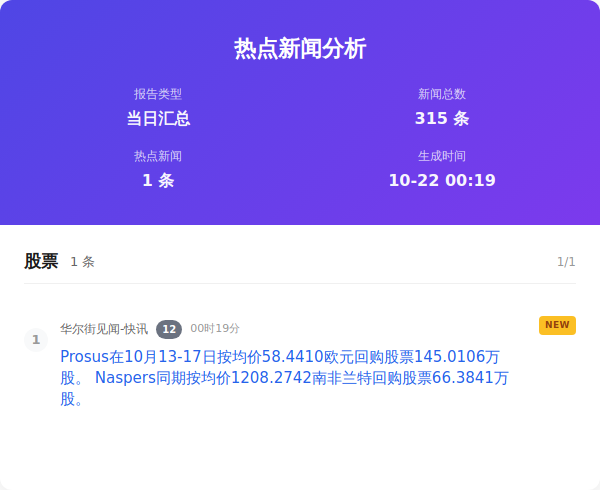 热点新闻分析
报告类型
新闻总数
当日汇总
315 条
热点新闻
生成时间
1 条
10-22 00:19
股票 1 条 1/1
1 华尔街见闻-快讯 12 00时19分 NEW
Prosus在10月13-17日按均价58.4410欧元回购股票145.0106万
股。 Naspers同期按均价1208.2742南非兰特回购股票66.3841万
股。